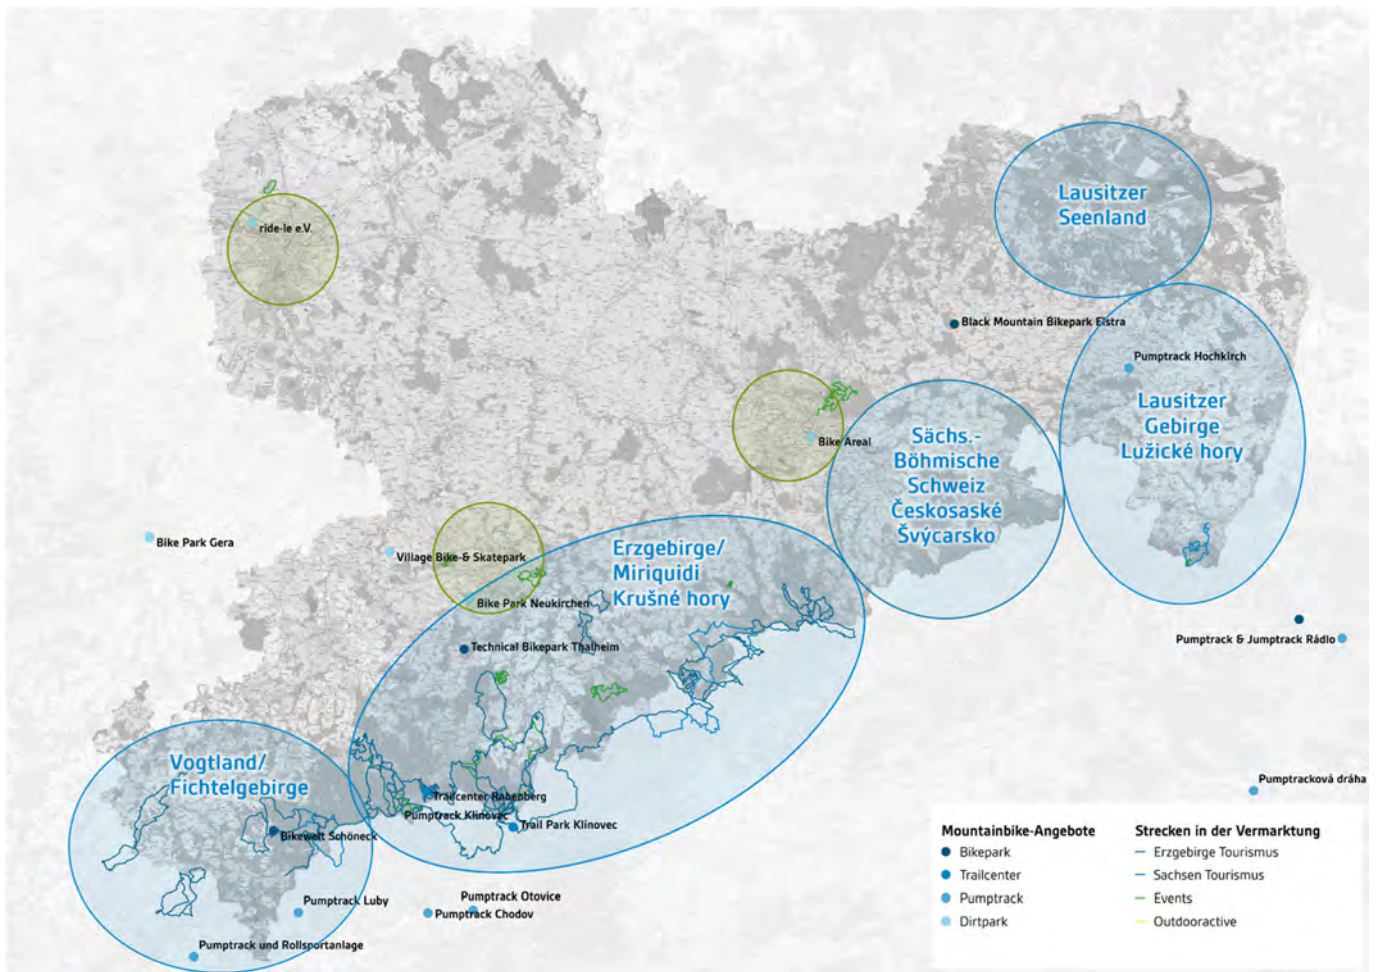 Lausitzer
Seenland
ride-le e.V.
Black Mountain Bikepark Elstra
Pumptrack Hochkirch
Lausitzer
Gebirge
Lužické hory
Bike Areal
Sächs.-
Böhmische
Schweiz
Českosaské
Švýcarsko
Bike Park Gera
Village Bike-& Skatepark
Erzgebirge/
Miriquidi
Krušné hory
Bike Park Neukirchen
Technical Bikepark Thalheim
Pumptrack & Jumptrack Rádlo
Vogtland/
Fichtelgebirge
Trailcenter Rabenberg
Pumptrack Klínovec
Trail Park Klínovec
Bikewelt Schöneck
Pumptracková dráha
Pumptrack Otovice
Pumptrack Luby
Pumptrack Chodov
Pumptrack und Rollsportanlage
Mountainbike-Angebote
Bikepark
Trailcenter
Pumptrack
Dirtpark
Strecken in der Vermarktung
Erzgebirge Tourismus
Sachsen Tourismus
Events
Outdooractive